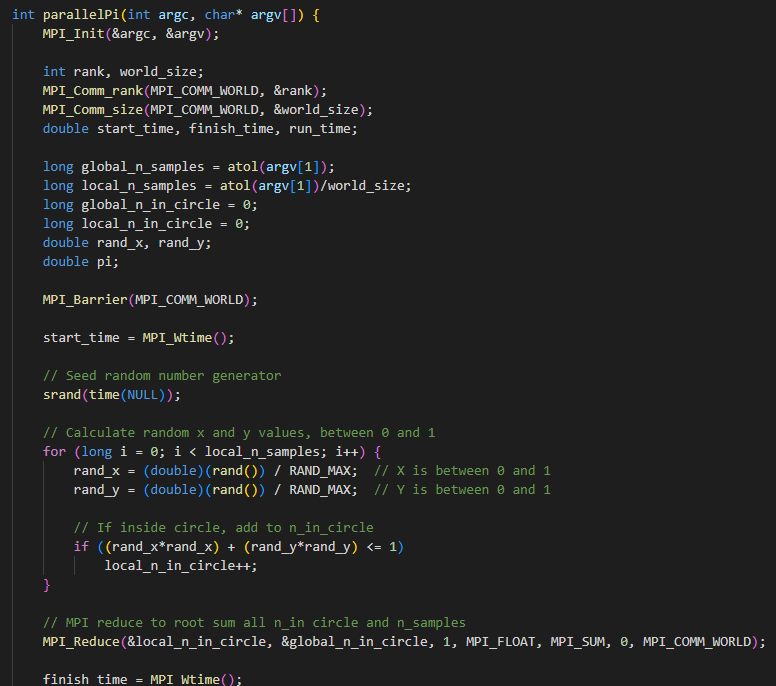 int parallelPi(int argc, char* argv[]) {
    MPI_Init(&argc, &argv);
    int rank, world_size;
    MPI_Comm_rank(MPI_COMM_WORLD, &rank);
    MPI_Comm_size(MPI_COMM_WORLD, &world_size);
    double start_time, finish_time, run_time;
    long global_n_samples = atol(argv[1]);
    long local_n_samples = atol(argv[1])/world_size;
    long global_n_in_circle = 0;
    long local_n_in_circle = 0;
    double rand_x, rand_y;
    double pi;
    MPI_Barrier(MPI_COMM_WORLD);
    start_time = MPI_Wtime();
    // Seed random number generator
    srand(time(NULL));
    // Calculate random x and y values, between 0 and 1
    for (long i = 0; i < local_n_samples; i++) {
        rand_x = (double)(rand()) / RAND_MAX;  // X is between 0 and 1
        rand_y = (double)(rand()) / RAND_MAX;  // Y is between 0 and 1
        // If inside circle, add to n_in_circle
        if ((rand_x*rand_x) + (rand_y*rand_y) <= 1)
            local_n_in_circle++;
    }
    // MPI reduce to root sum all n_in circle and n_samples
    MPI_Reduce(&local_n_in_circle, &global_n_in_circle, 1, MPI_FLOAT, MPI_SUM, 0, MPI_COMM_WORLD);
    finish_time = MPI_Wtime();